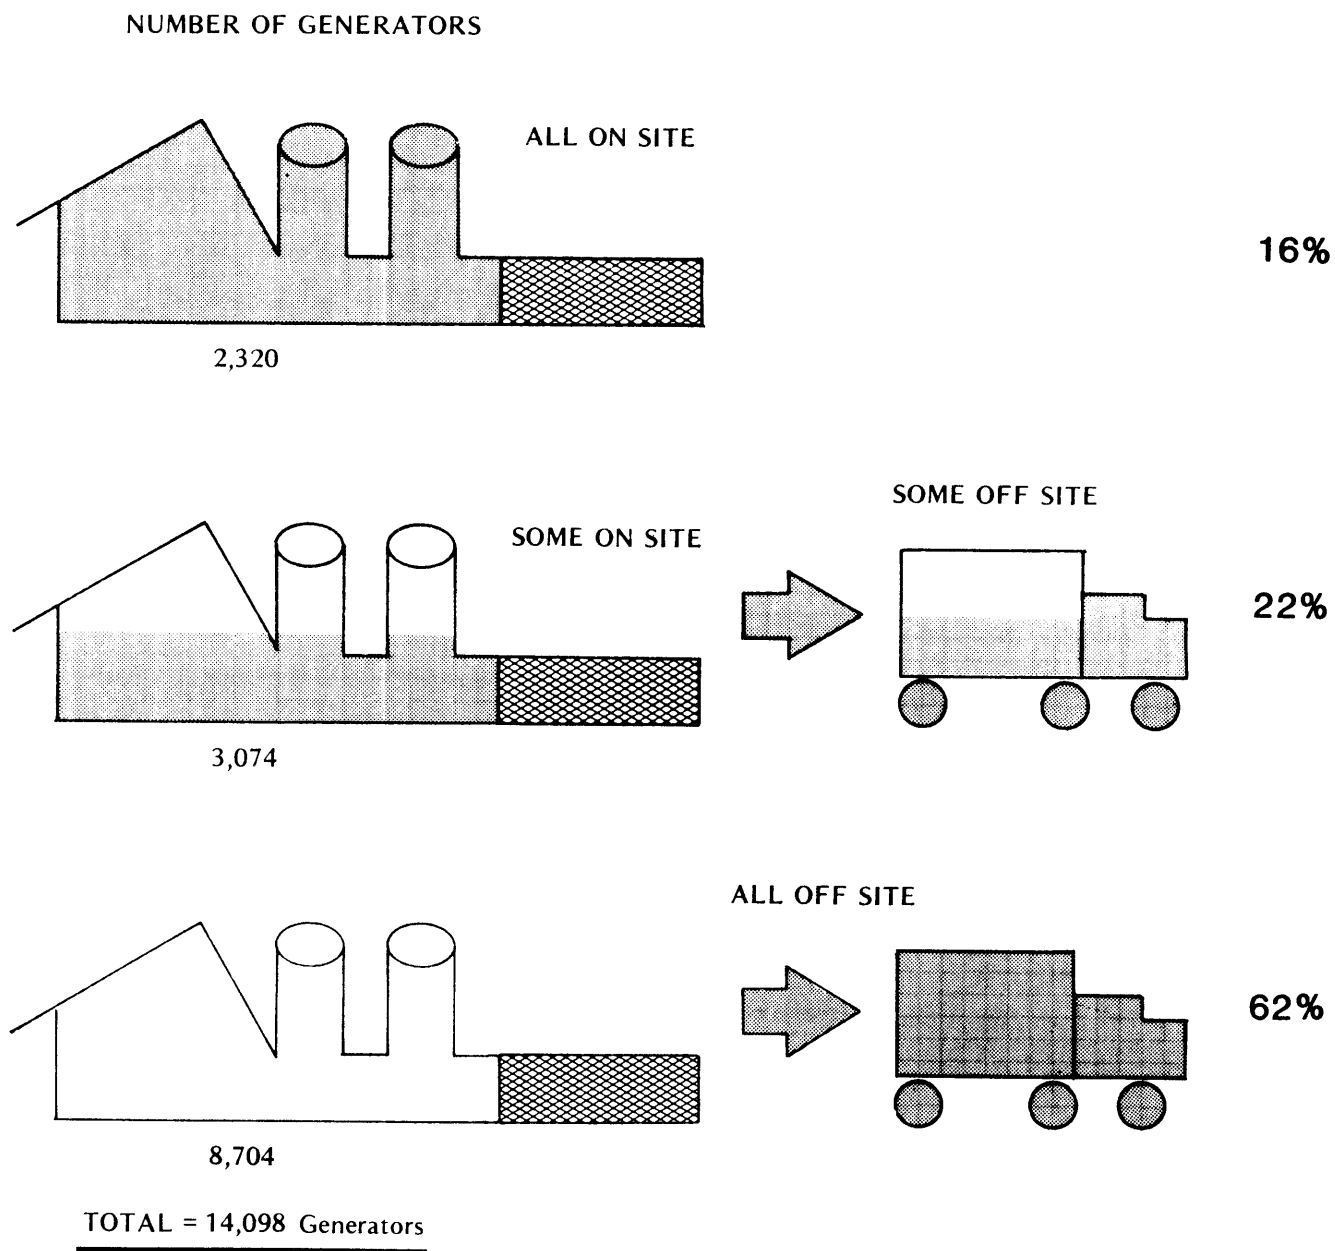 NUMBER OF GENERATORS
ALL ON SITE
16%
2,320
SOME OFF SITE
SOME ON SITE
22%
3,074
ALL OFF SITE
62%
8,704
TOTAL = 14,098 Generators